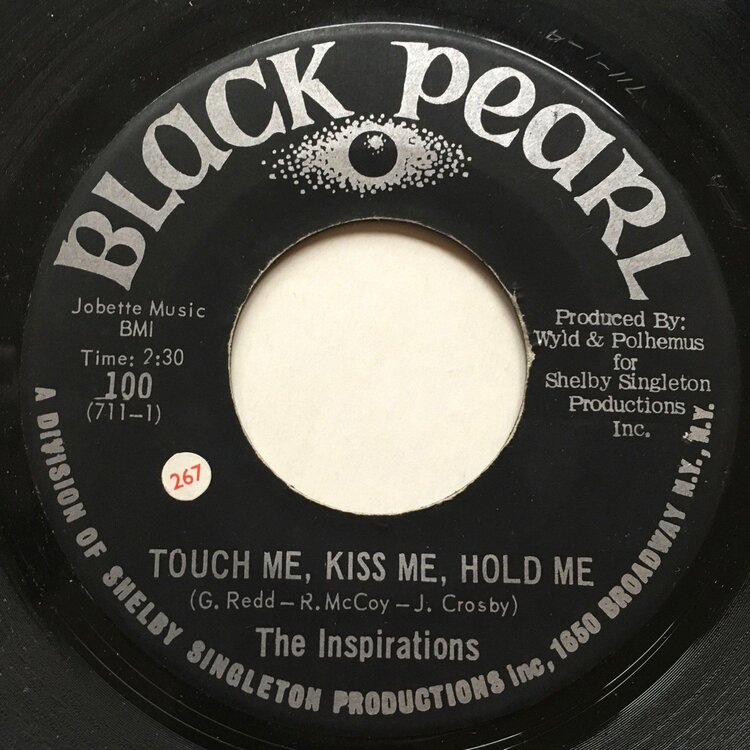 BLACK PEARL
711-1-A
Jobette Music
BMI
Time: 2:30
100
(711-1)
Produced By:
Wyld & Polhemus
for
Shelby Singleton
Productions
Inc.
267
TOUCH ME, KISS ME, HOLD ME
(G. Redd - R. McCoy - J. Crosby)
The Inspirations
A DIVISION OF SHELBY SINGLETON PRODUCTIONS Inc, 1650 BROADWAY N.Y., N.Y.